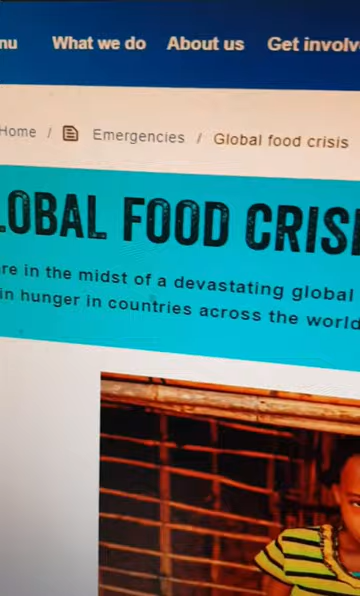 nu What we do About us Get involv
Home / Emergencies / Global food crisis
LOBAL FOOD CRIS
re in the midst of a devastating global
in hunger in countries across the world